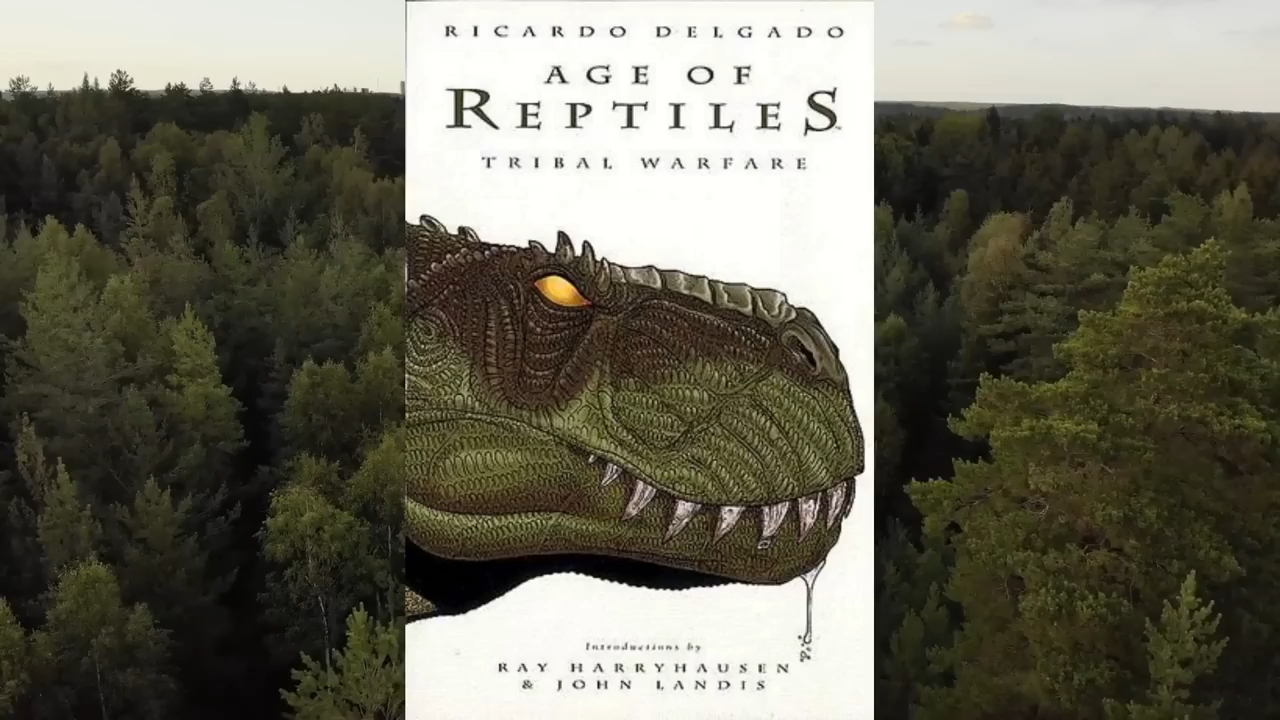 RICARDO DELGADO
AGE OF
REPTILES
TRIBAL WARFARE
Introductions by
RAY HARRYHAUSEN
& JOHN LANDIS